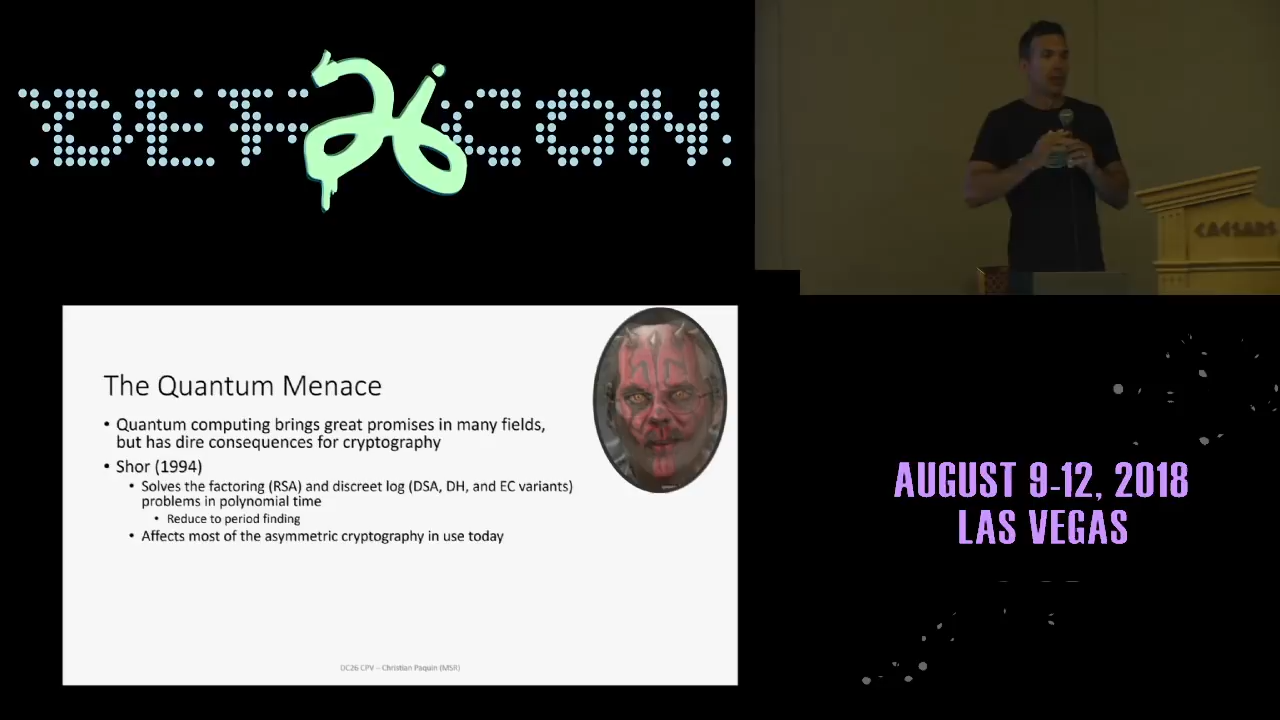 DEF CON
26
CAESARS
The Quantum Menace
• Quantum computing brings great promises in many fields,
but has dire consequences for cryptography
• Shor (1994)
• Solves the factoring (RSA) and discreet log (DSA, DH, and EC variants)
problems in polynomial time
• Reduce to period finding
• Affects most of the asymmetric cryptography in use today
DC26 CPV – Christian Paquin (MSR)
AUGUST 9-12, 2018
LAS VEGAS